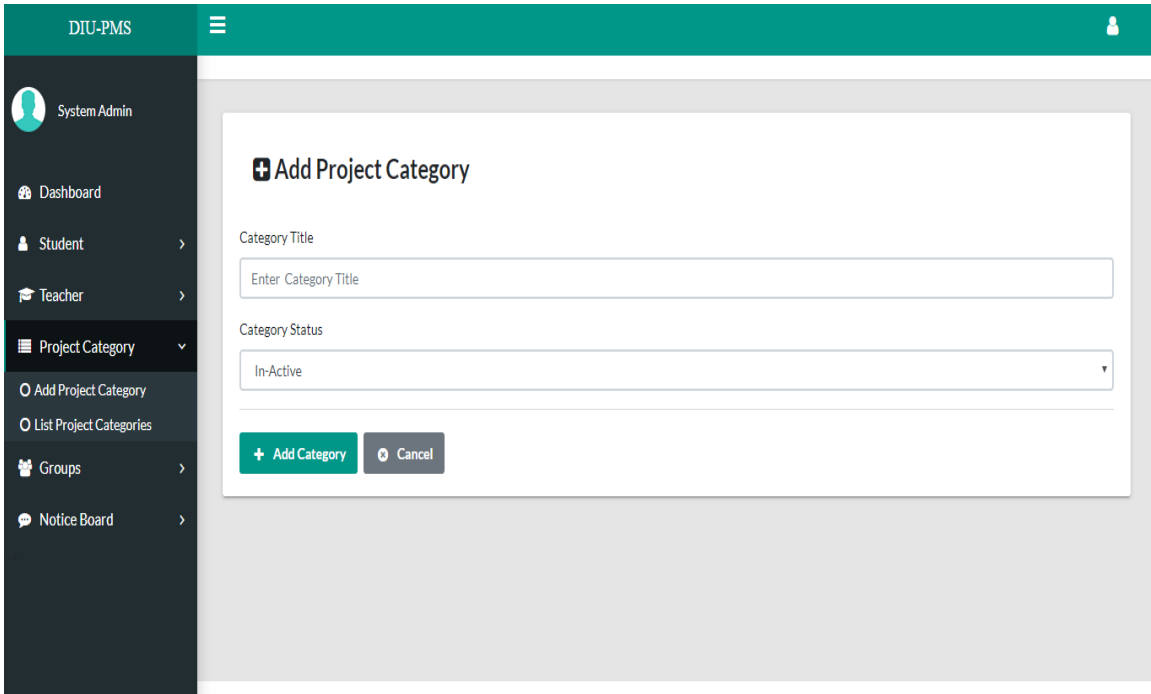 DIU-PMS
System Admin
Dashboard
Student
Teacher
Project Category
Add Project Category
List Project Categories
Groups
Notice Board
Add Project Category
Category Title
Enter Category Title
Category Status
In-Active
Add Category
Cancel